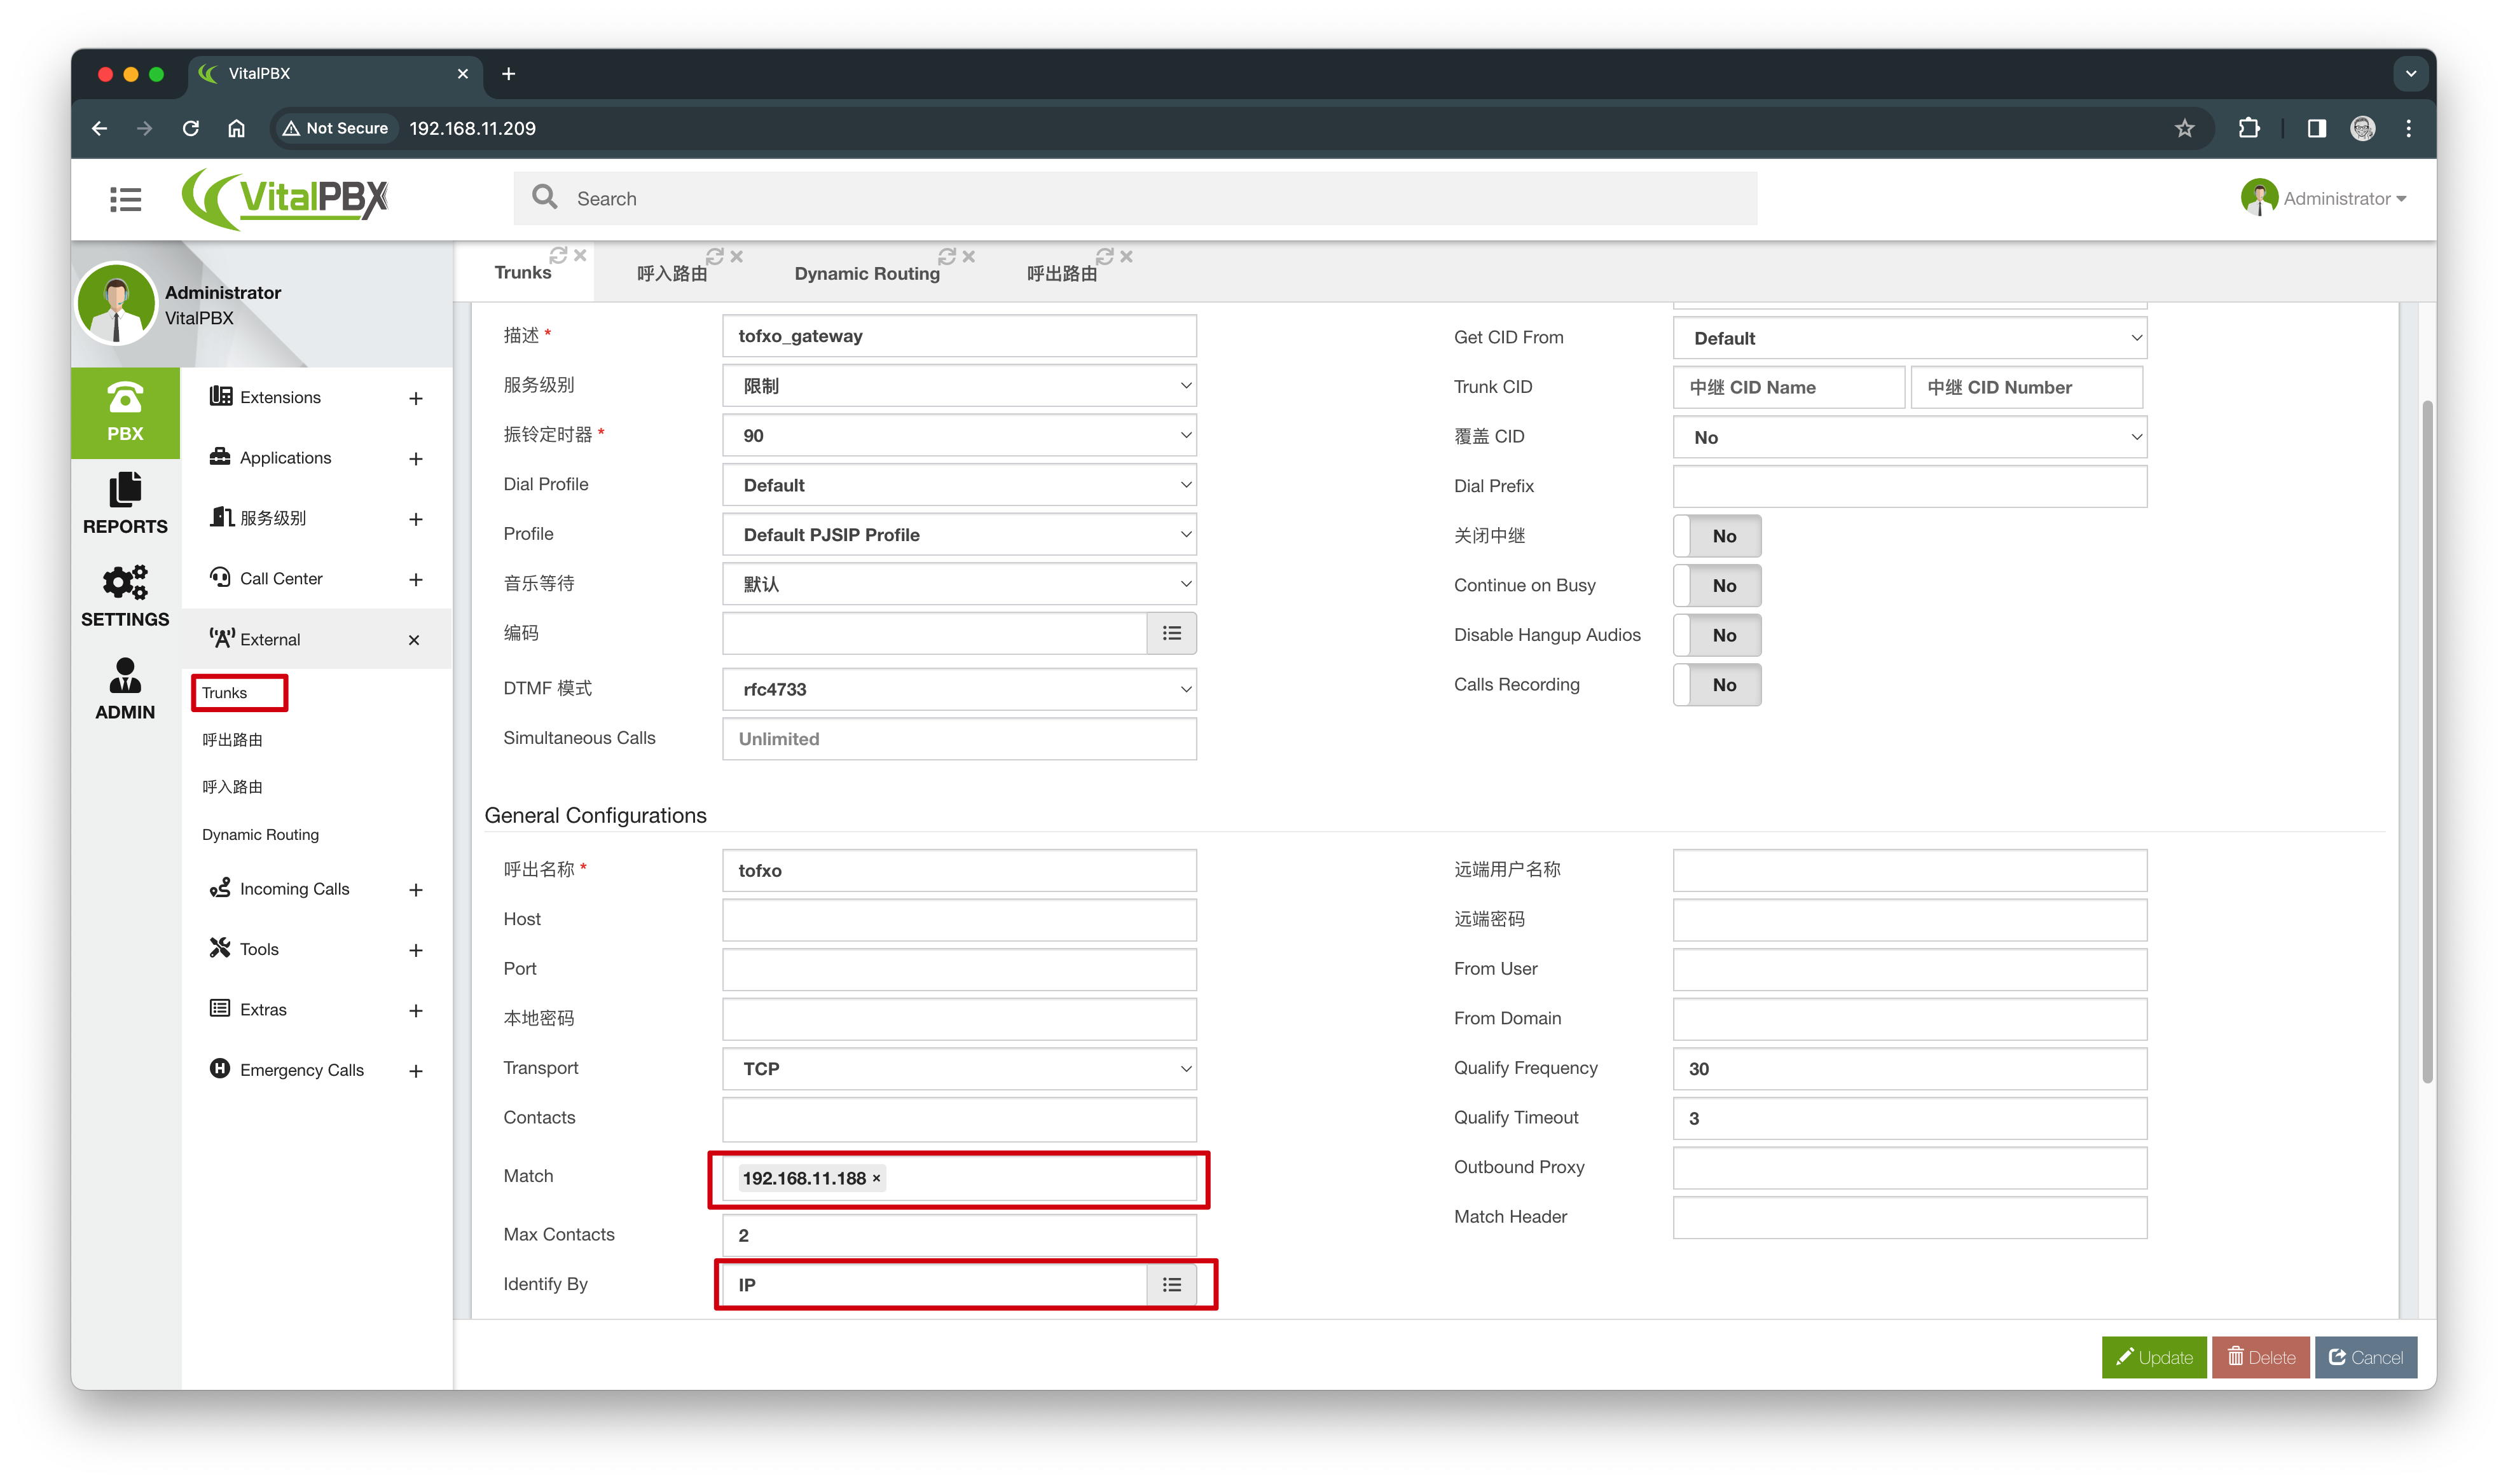 VitalPBX
Not Secure
192.168.11.209
VitalPBX
Search
Administrator
Administrator
VitalPBX
PBX
REPORTS
SETTINGS
ADMIN
Extensions
Applications
服务级别
Call Center
External
Trunks
呼出路由
呼入路由
Dynamic Routing
Incoming Calls
Tools
Extras
Emergency Calls
Trunks
呼入路由
Dynamic Routing
呼出路由
描述 * tofxo_gateway
服务级别 限制
振铃定时器 * 90
Dial Profile Default
Profile Default PJSIP Profile
音乐等待 默认
编码
DTMF 模式 rfc4733
Simultaneous Calls Unlimited
Get CID From Default
Trunk CID 中继 CID Name 中继 CID Number
覆盖 CID No
Dial Prefix
关闭中继 No
Continue on Busy No
Disable Hangup Audios No
Calls Recording No
General Configurations
呼出名称 * tofxo
Host
Port
本地密码
Transport TCP
Contacts
Match 192.168.11.188 ×
Max Contacts 2
Identify By IP
远端用户名称
远端密码
From User
From Domain
Qualify Frequency 30
Qualify Timeout 3
Outbound Proxy
Match Header
Update
Delete
Cancel